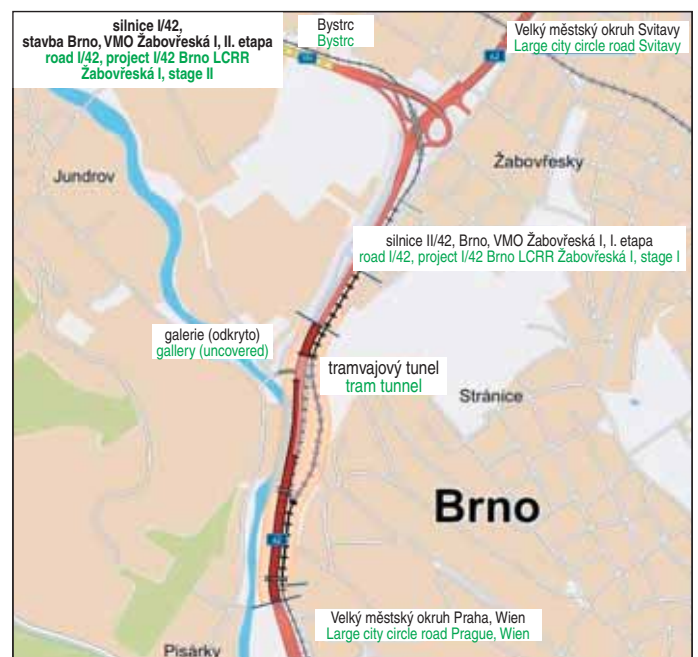 silnice I/42,
stavba Brno, VMO Žabovřeská I, II. etapa
road I/42, project I/42 Brno LCRR
Žabovřeská I, stage II
Bystrc
Bystrc
Velký městský okruh Svitavy
Large city circle road Svitavy
42
Jundrov
Žabovřesky
silnice II/42, Brno, VMO Žabovřeská I, I. etapa
road I/42, project I/42 Brno LCRR Žabovřeská I, stage I
galerie (odkryto)
gallery (uncovered)
tramvajový tunel
tram tunnel
Stránice
Brno
42
Velký městský okruh Praha, Wien
Large city circle road Prague, Wien
Pisárky